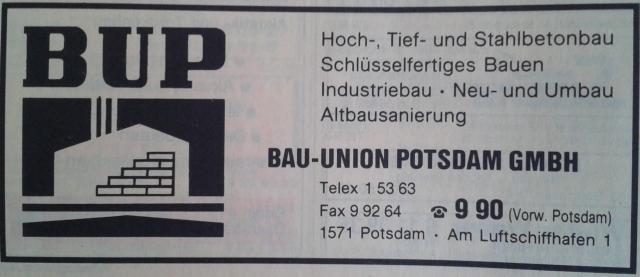 BUP
Hoch-, Tief- und Stahlbetonbau
Schlüsselfertiges Bauen
Industriebau · Neu- und Umbau
Altbausanierung
BAU-UNION POTSDAM GMBH
Telex 1 53 63
Fax 9 92 64 ☎ 9 90 (Vorw. Potsdam)
1571 Potsdam · Am Luftschiffhafen 1